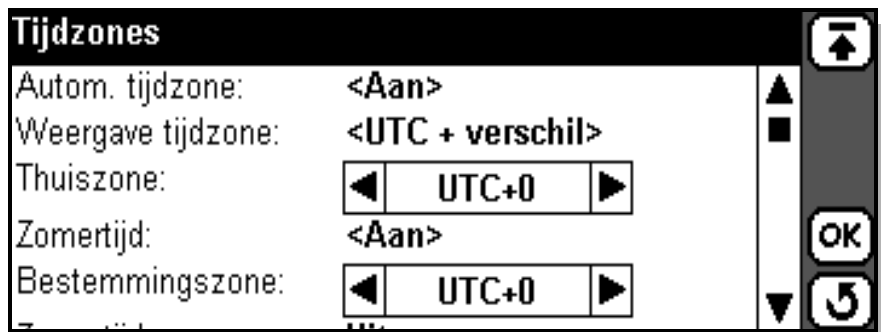 Tijdzones
Autom. tijdzone: <Aan>
Weergave tijdzone: <UTC + verschil>
Thuiszone: UTC+0
Zomertijd: <Aan>
OK
Bestemmingszone: UTC+0